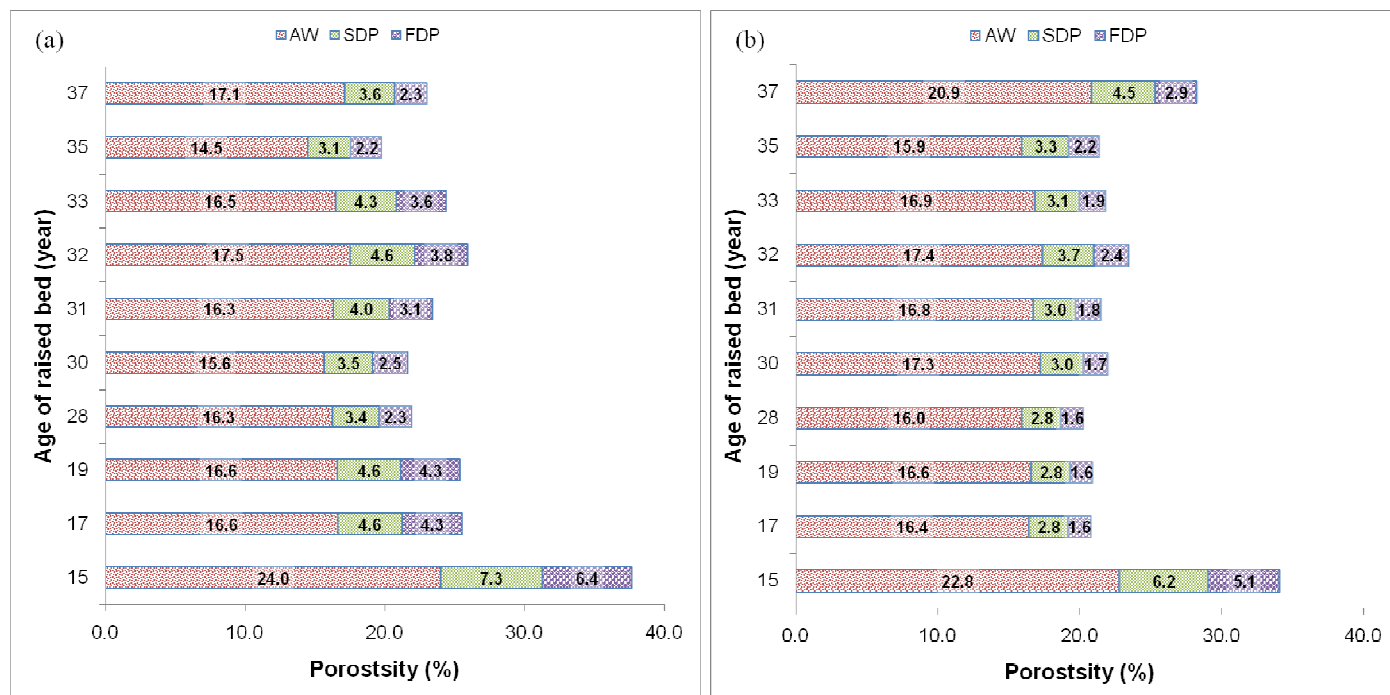 (a)
AW SDP FDP
Age of raised bed (year)
37 17.1 3.6 2.3
35 14.5 3.1 2.2
33 16.5 4.3 3.6
32 17.5 4.6 3.8
31 16.3 4.0 3.1
30 15.6 3.5 2.5
28 16.3 3.4 2.3
19 16.6 4.6 4.3
17 16.6 4.6 4.3
15 24.0 7.3 6.4
0.0 10.0 20.0 30.0 40.0
Porostsity (%)
(b)
AW SDP FDP
Age of raised bed (year)
37 20.9 4.5 2.9
35 15.9 3.3 2.2
33 16.9 3.1 1.9
32 17.4 3.7 2.4
31 16.8 3.0 1.8
30 17.3 3.0 1.7
28 16.0 2.8 1.6
19 16.6 2.8 1.6
17 16.4 2.8 1.6
15 22.8 6.2 5.1
0.0 10.0 20.0 30.0 40.0
Porostsity (%)